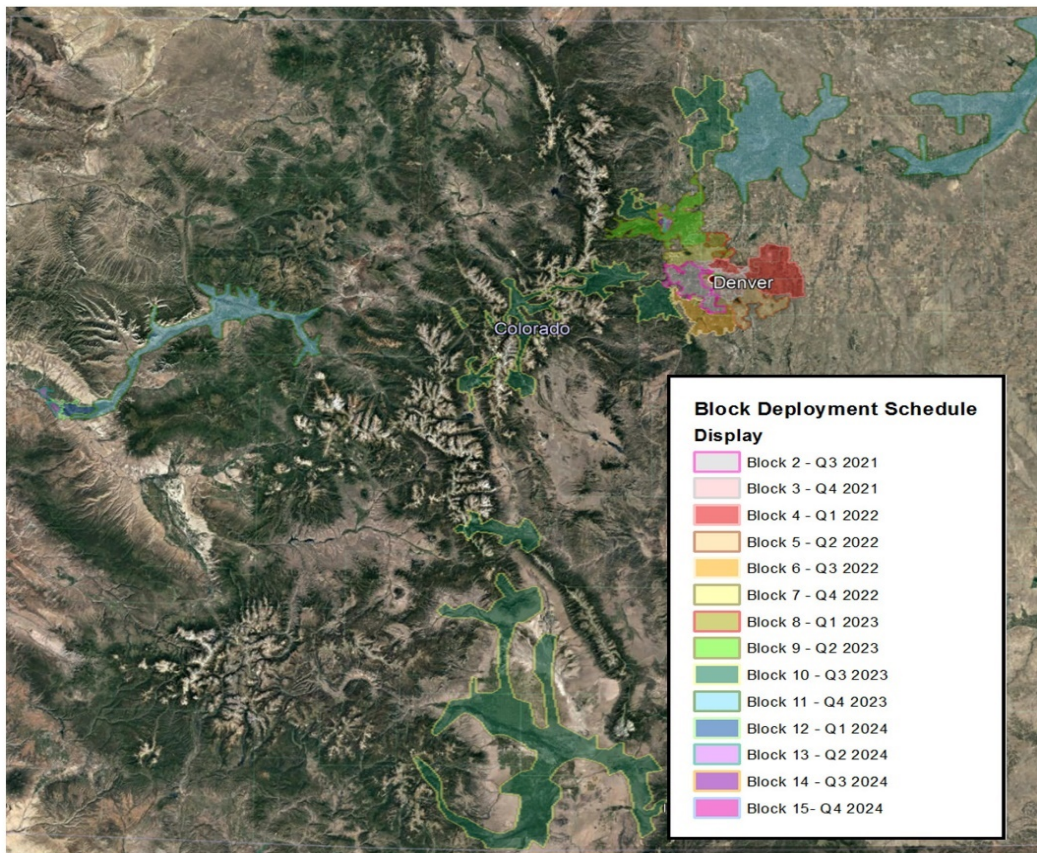 Denver
Colorado
Block Deployment Schedule
Display
Block 2 - Q3 2021
Block 3 - Q4 2021
Block 4 - Q1 2022
Block 5 - Q2 2022
Block 6 - Q3 2022
Block 7 - Q4 2022
Block 8 - Q1 2023
Block 9 - Q2 2023
Block 10 - Q3 2023
Block 11 - Q4 2023
Block 12 - Q1 2024
Block 13 - Q2 2024
Block 14 - Q3 2024
Block 15- Q4 2024